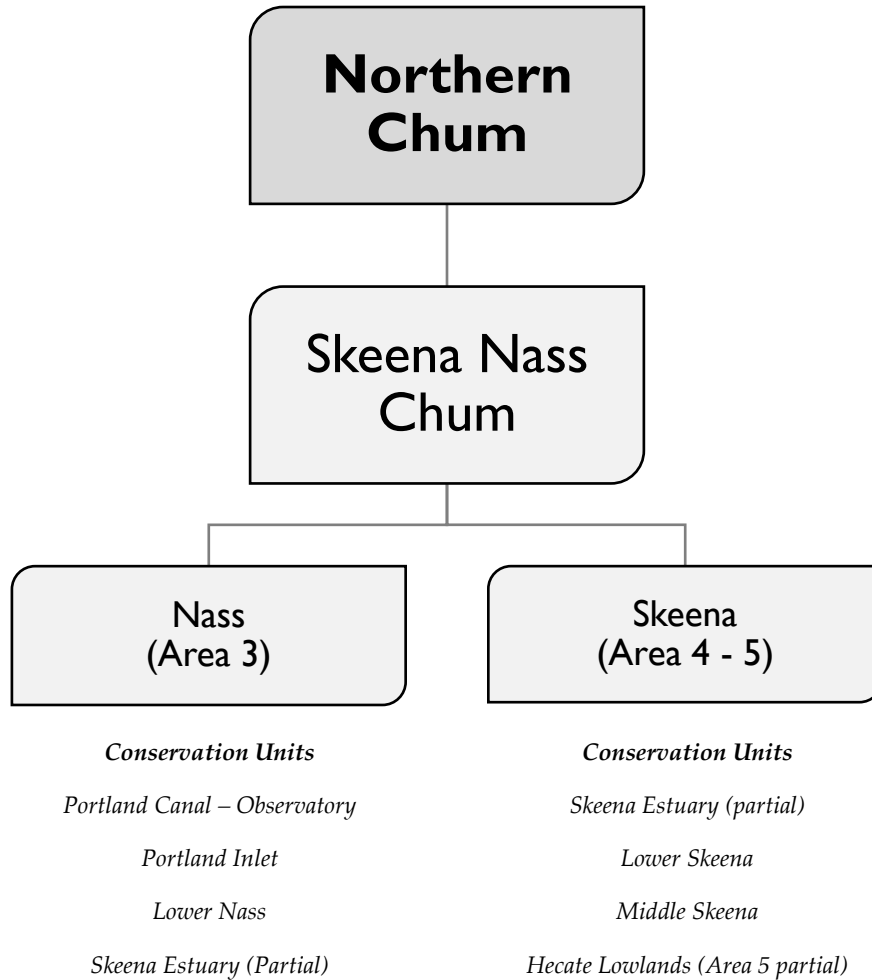 Northern
Chum
Skeena Nass
Chum
Nass
(Area 3)
Conservation Units
Portland Canal – Observatory
Portland Inlet
Lower Nass
Skeena Estuary (Partial)
Skeena
(Area 4 - 5)
Conservation Units
Skeena Estuary (partial)
Lower Skeena
Middle Skeena
Hecate Lowlands (Area 5 partial)